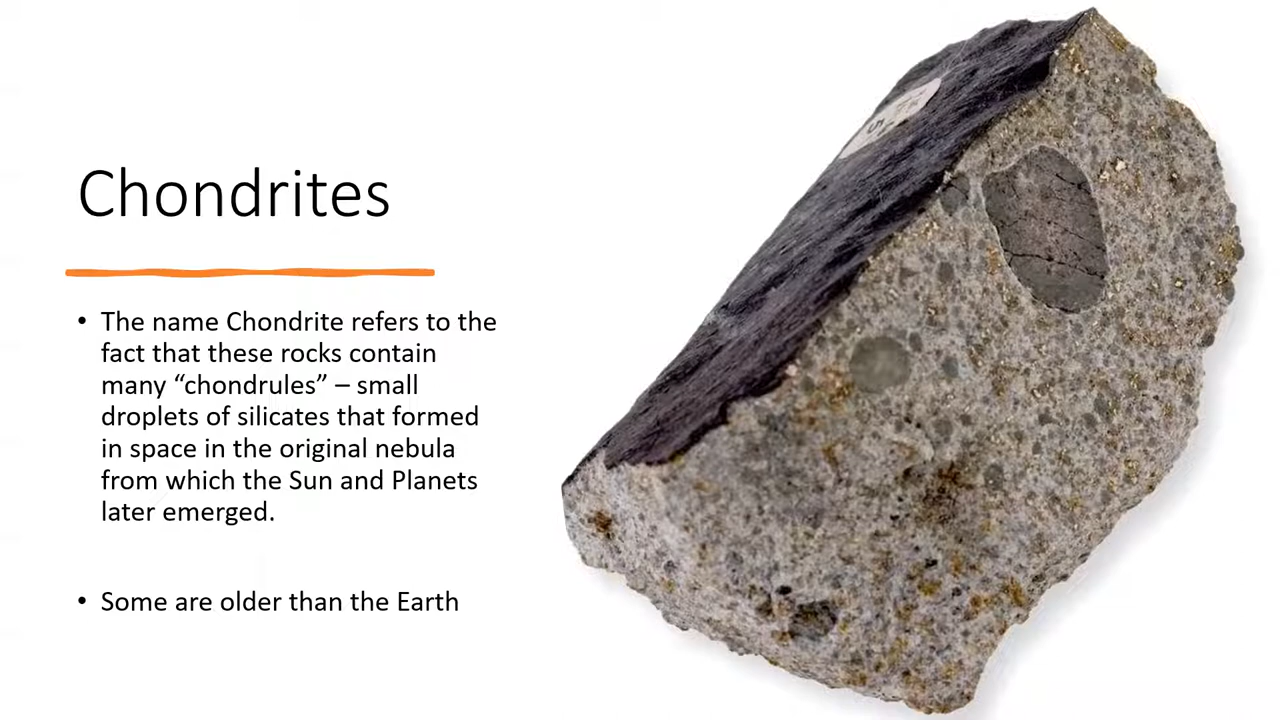 Chondrites
• The name Chondrite refers to the
fact that these rocks contain
many “chondrules” – small
droplets of silicates that formed
in space in the original nebula
from which the Sun and Planets
later emerged.
• Some are older than the Earth